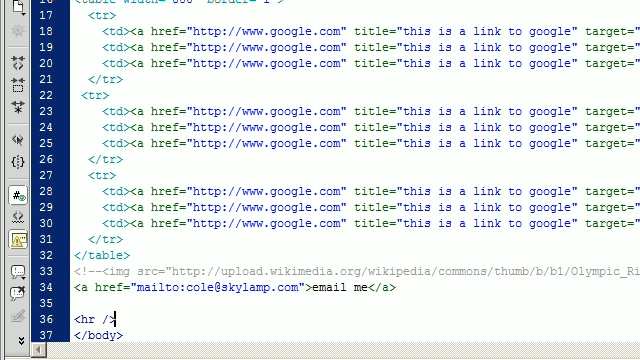 16 <table width="600" border="1">
17 <tr>
18 <td><a href="http://www.google.com" title="this is a link to google" target="
19 <td><a href="http://www.google.com" title="this is a link to google" target="
20 <td><a href="http://www.google.com" title="this is a link to google" target="
21 </tr>
22 <tr>
23 <td><a href="http://www.google.com" title="this is a link to google" target="
24 <td><a href="http://www.google.com" title="this is a link to google" target="
25 <td><a href="http://www.google.com" title="this is a link to google" target="
26 </tr>
27 <tr>
28 <td><a href="http://www.google.com" title="this is a link to google" target="
29 <td><a href="http://www.google.com" title="this is a link to google" target="
30 <td><a href="http://www.google.com" title="this is a link to google" target="
31 </tr>
32 </table>
33 <!--<img src="http://upload.wikimedia.org/wikipedia/commons/thumb/b/b1/Olympic_Ri
34 <a href="mailto:cole@skylamp.com">email me</a>
35
36 <hr />
37 </body>